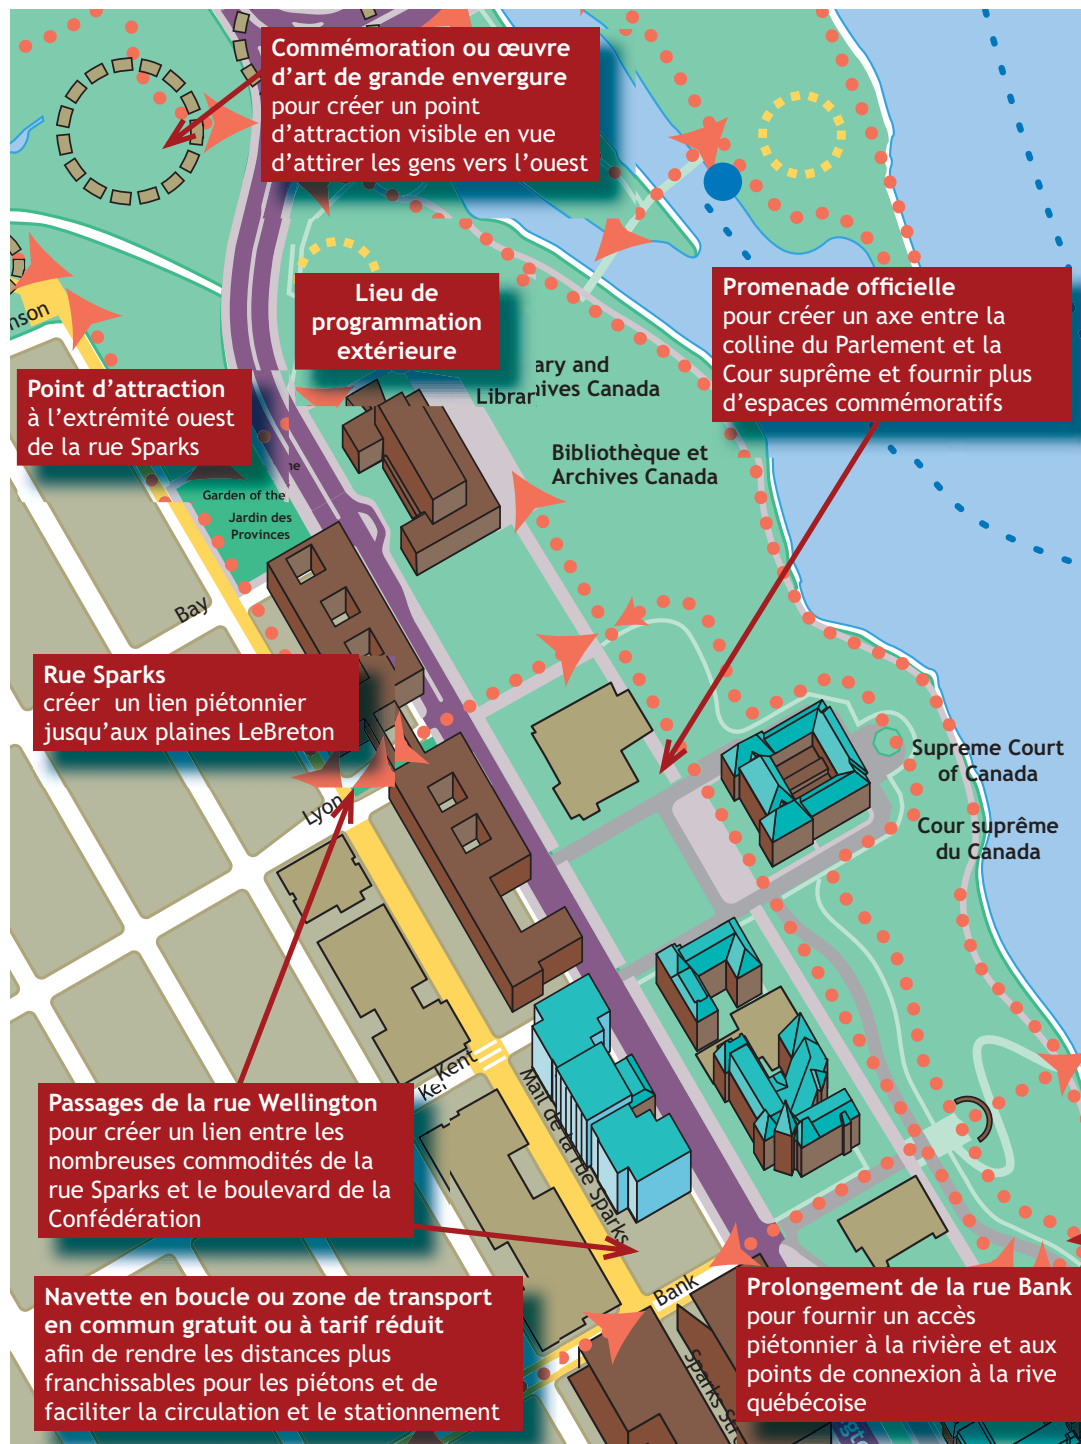 Commémoration ou œuvre
d’art de grande envergure
pour créer un point
d’attraction visible en vue
d’attirer les gens vers l’ouest
Lieu de
programmation
extérieure
Promenade officielle
pour créer un axe entre la
colline du Parlement et la
Cour suprême et fournir plus
d’espaces commémoratifs
Point d’attraction
à l’extrémité ouest
de la rue Sparks
ary and
Librar hives Canada
Bibliothèque et
Archives Canada
Garden of the
Jardin des
Provinces
Bay
Rue Sparks
créer un lien piétonnier
jusqu’aux plaines LeBreton
Lyon
Supreme Court
of Canada
Cour suprême
du Canada
Kent
Mail de la rue Sparks
Passages de la rue Wellington
pour créer un lien entre les
nombreuses commodités de la
rue Sparks et le boulevard de la
Confédération
Bank
Navette en boucle ou zone de transport
en commun gratuit ou à tarif réduit
afin de rendre les distances plus
franchissables pour les piétons et de
faciliter la circulation et le stationnement
Sparks Str
Prolongement de la rue Bank
pour fournir un accès
piétonnier à la rivière et aux
points de connexion à la rive
québécoise